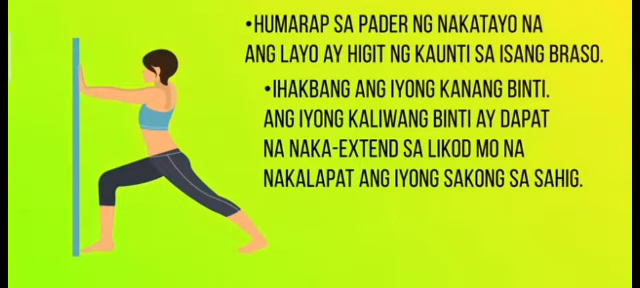 •HUMARAP SA PADER NG NAKATAYO NA
ANG LAYO AY HIGIT NG KAUNTI SA ISANG BRASO.
•IHAKBANG ANG IYONG KANANG BINTI.
ANG IYONG KALIWANG BINTI AY DAPAT
NA NAKA-EXTEND SA LIKOD MO NA
NAKALAPAT ANG IYONG SAKONG SA SAHIG.